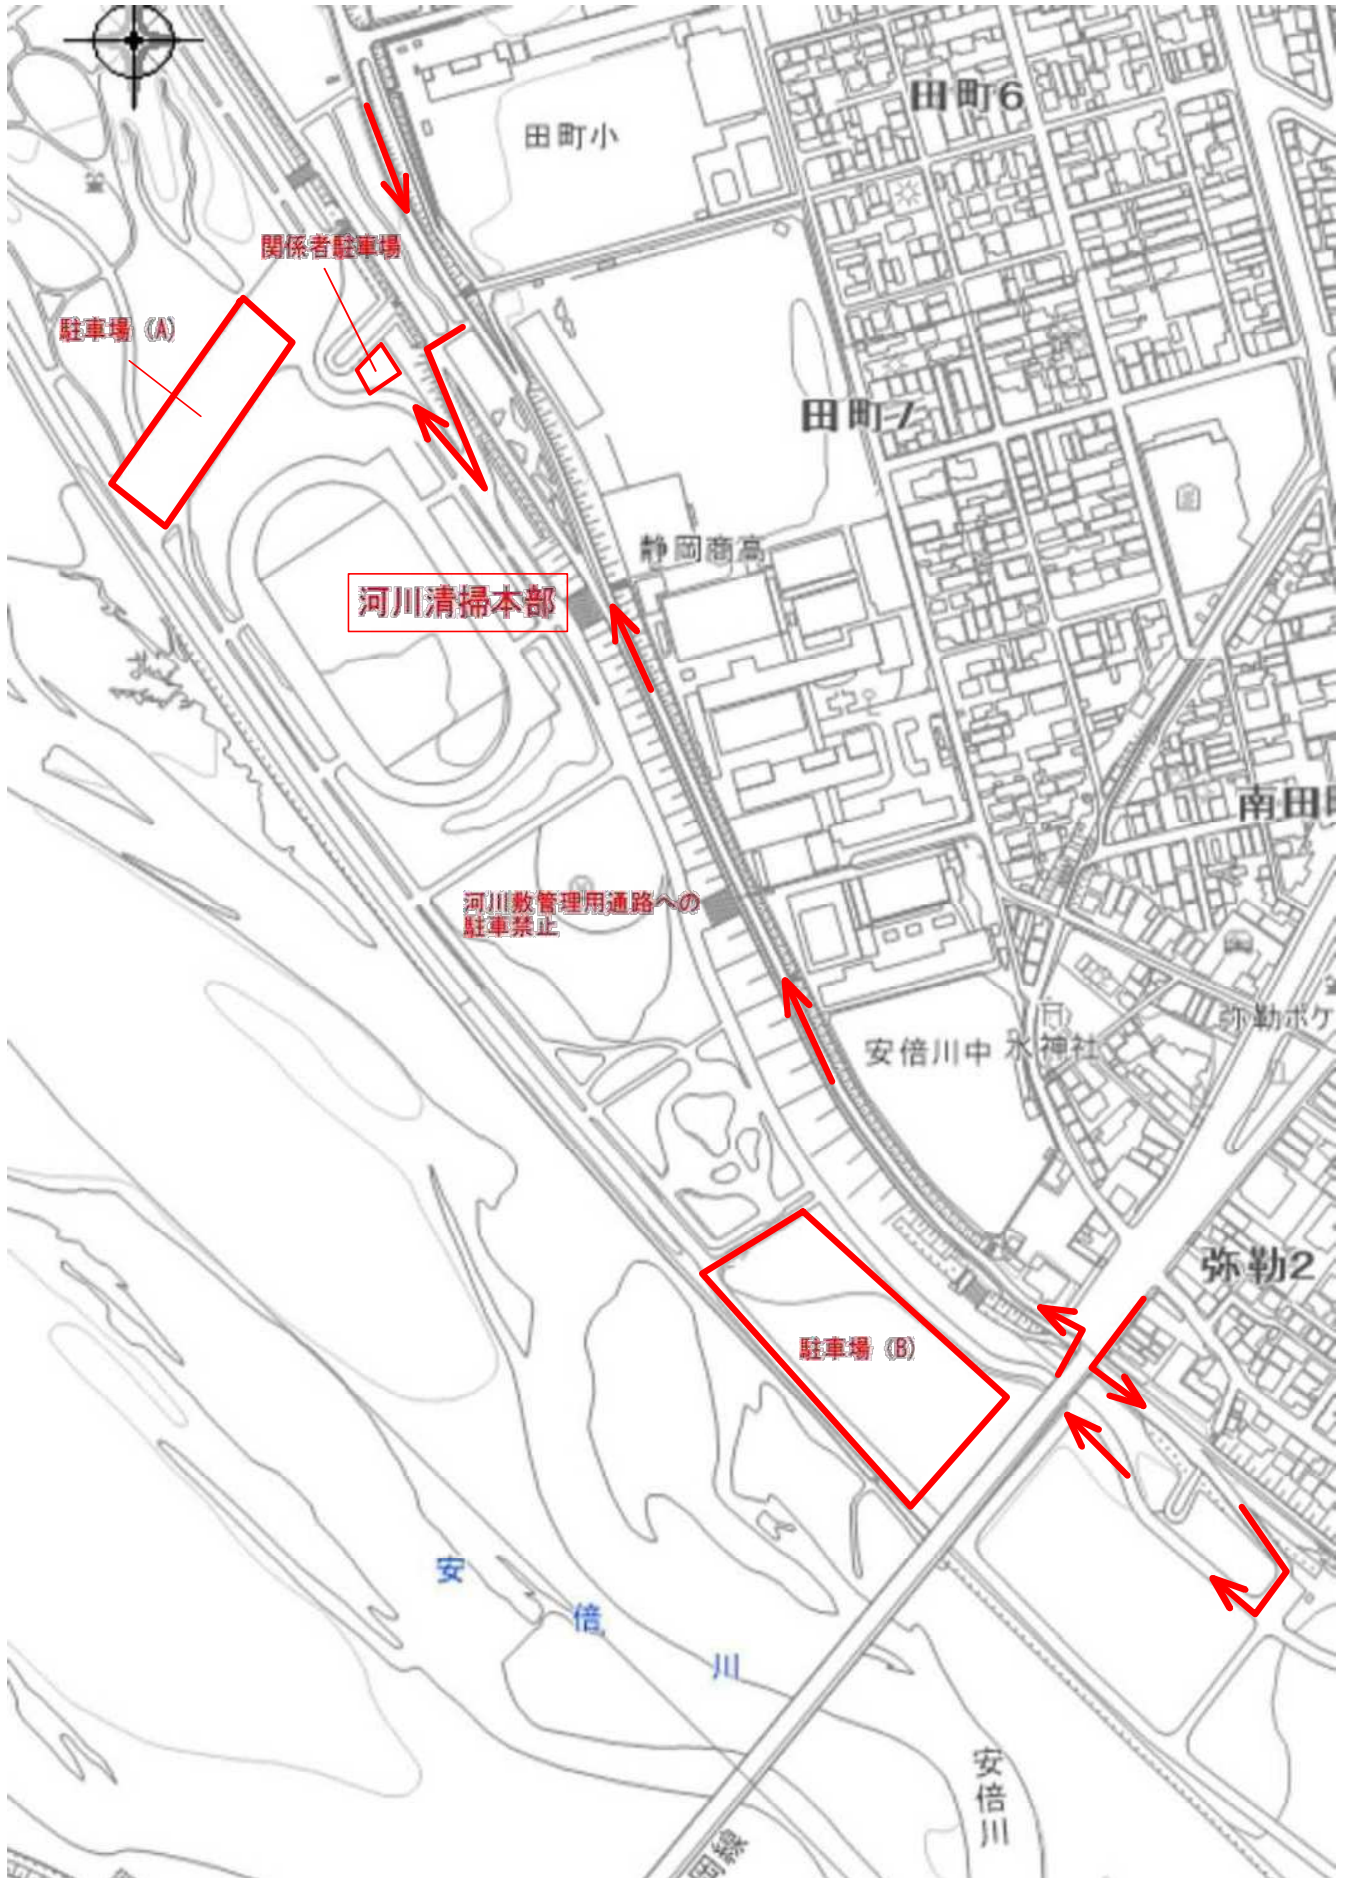 田町6
田町小
関係者駐車場
駐車場（A）
田町7
静岡商高
河川清掃本部
南田
河川敷管理用通路への
駐車禁止
弥勒ポケ
安倍川中
水神社
弥勒2
駐車場（B）
安
倍
川
安倍川
岡線